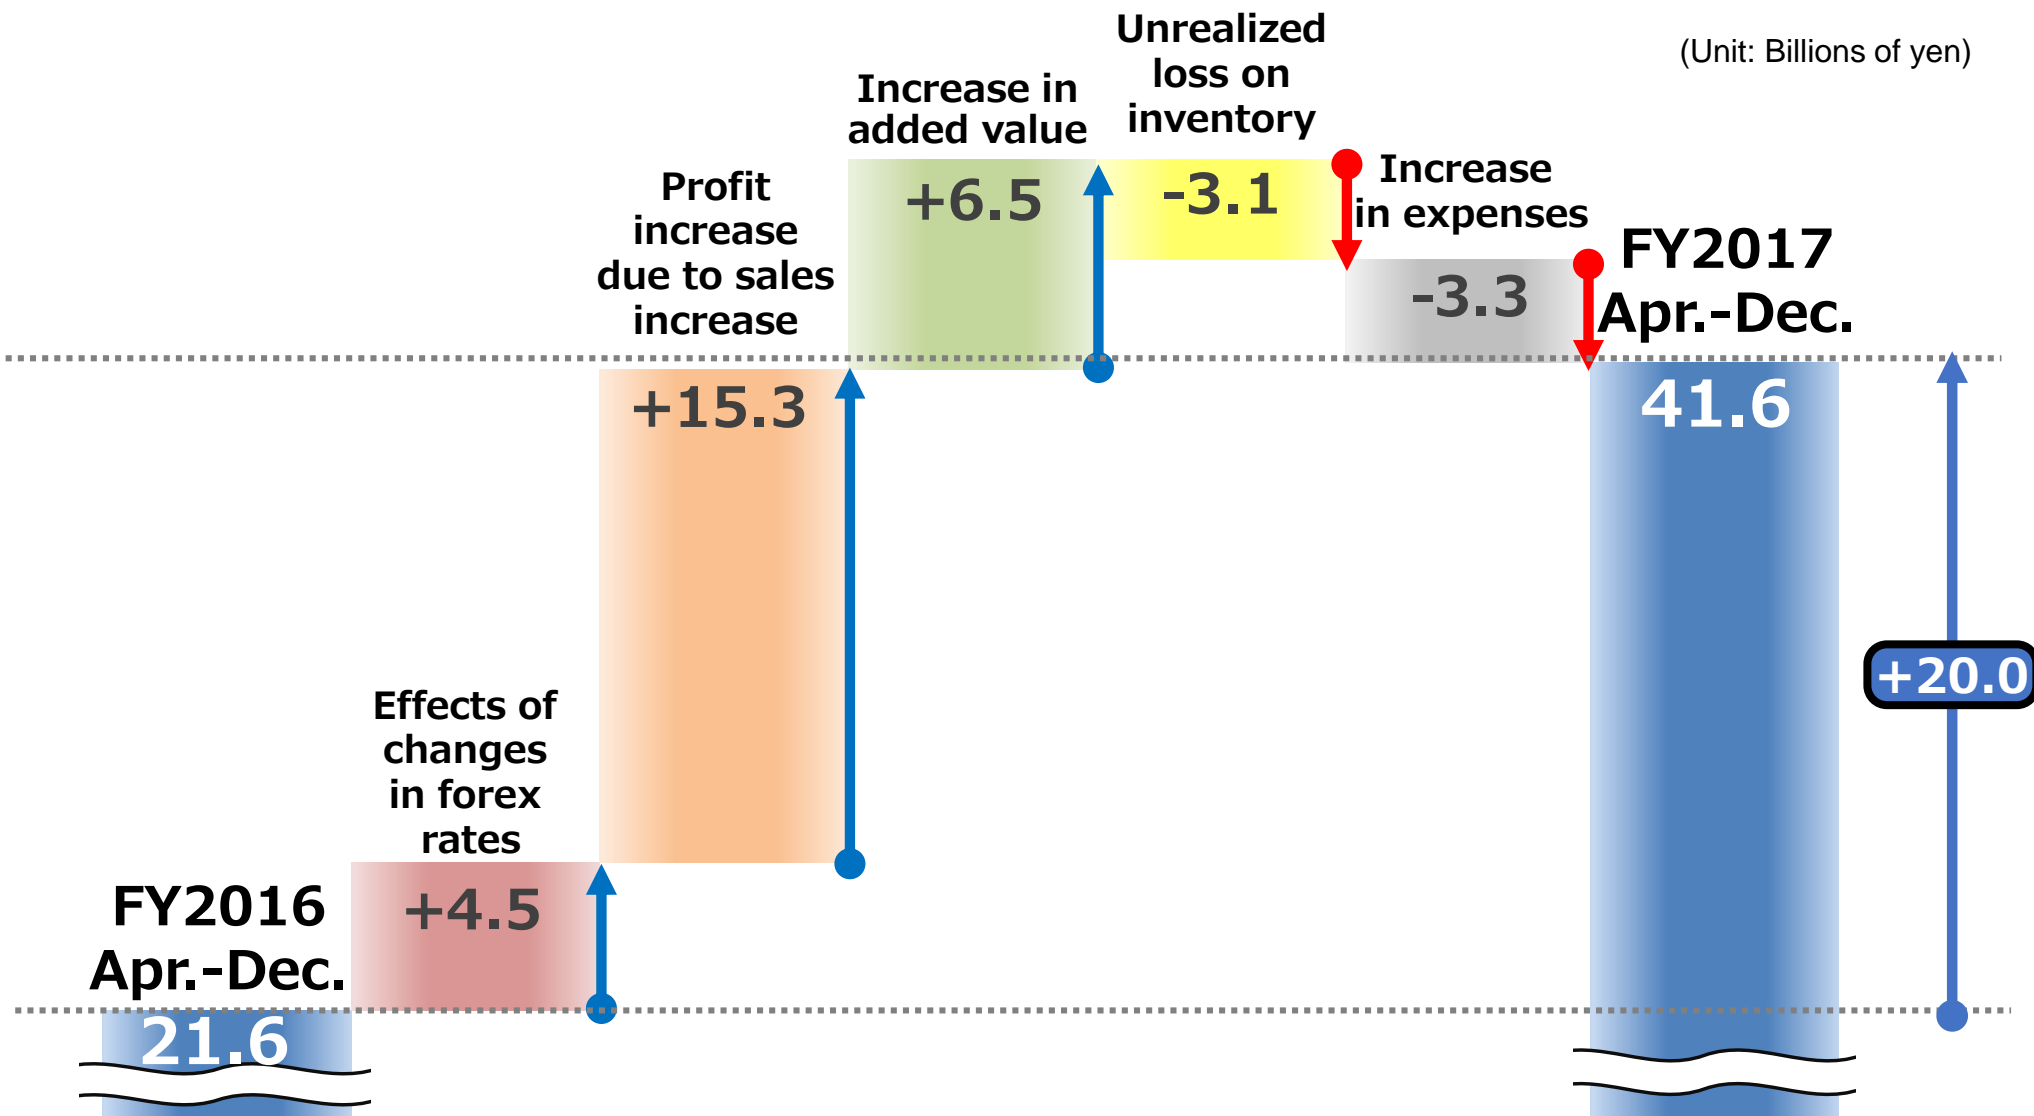 (Unit: Billions of yen)
FY2016
Apr.-Dec.
21.6
Effects of
changes
in forex
rates
+4.5
Profit
increase
due to sales
increase
+15.3
Increase in
added value
+6.5
Unrealized
loss on
inventory
-3.1
Increase
in expenses
-3.3
FY2017
Apr.-Dec.
41.6
+20.0